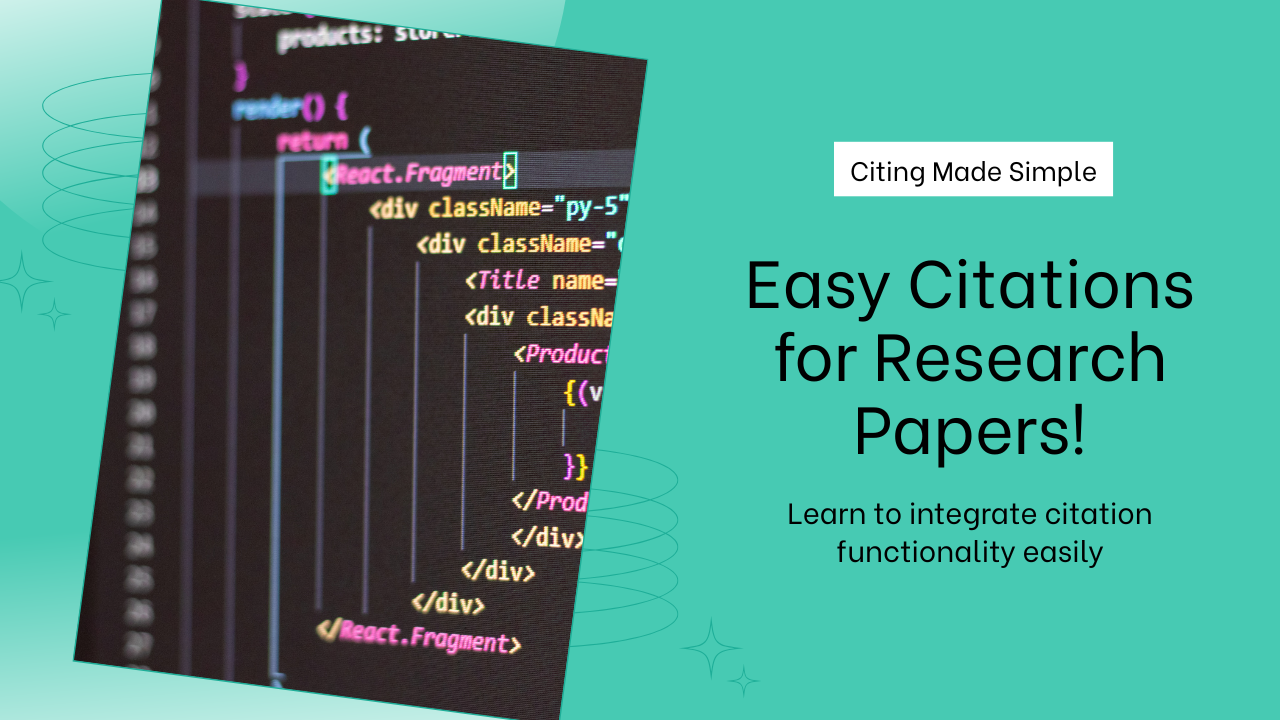 products: stor
}
render() {
return (
<React.Fragment>
<div className="py-5"
<div className="
<Title name=
<div classNa
<Product
{(v
}}
</Prod
</div>
</div>
</div>
</React.Fragment>
Citing Made Simple
Easy Citations
for Research
Papers!
Learn to integrate citation
functionality easily